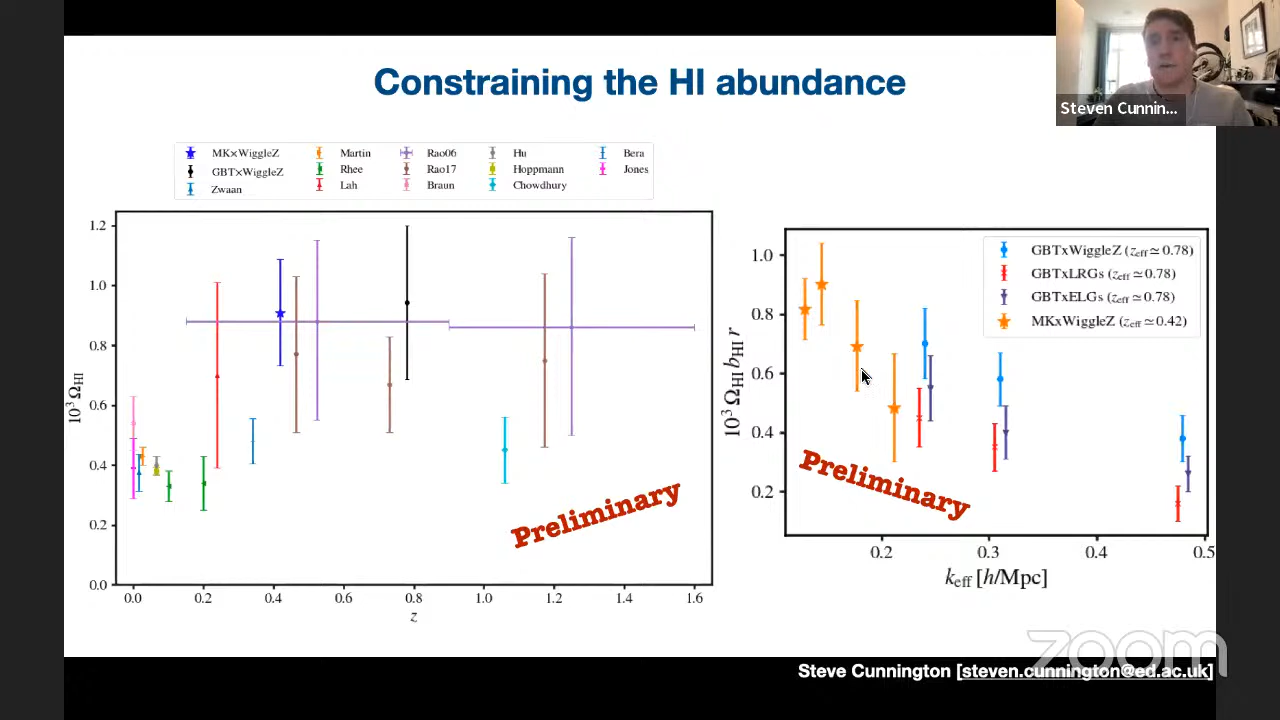 Constraining the HI abundance
Steven Cunnin...
MK×WiggleZ
GBT×WiggleZ
Zwaan
Martin
Rhee
Lah
Rao06
Rao17
Braun
Hu
Hoppmann
Chowdhury
Bera
Jones
1.2
1.0
0.8
0.6
0.4
0.2
0.0
10³ Ω_HI
0.0 0.2 0.4 0.6 0.8 1.0 1.2 1.4 1.6
z
Preliminary
GBTxWiggleZ (z_eff ≃ 0.78)
GBTxLRGs (z_eff ≃ 0.78)
GBTxELGs (z_eff ≃ 0.78)
MKxWiggleZ (z_eff ≃ 0.42)
1.0
0.8
0.6
0.4
0.2
10³ Ω_HI b_HI r
0.2 0.3 0.4 0.5
k_eff [h/Mpc]
Preliminary
zoom
Steve Cunnington [steven.cunnington@ed.ac.uk]